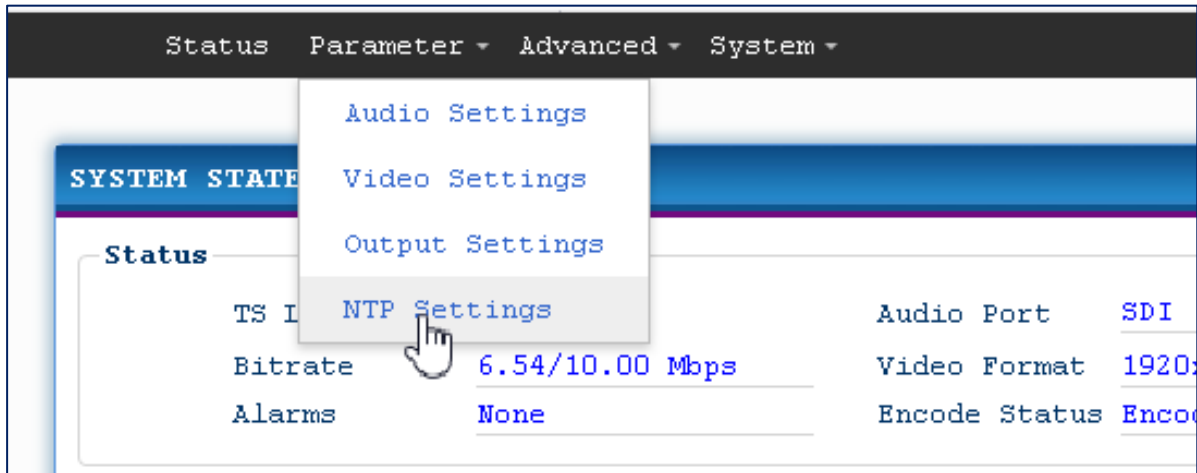 Status Parameter Advanced System
Audio Settings
SYSTEM STATE Video Settings
Output Settings
Status
NTP Settings
TS Audio Port SDI
Bitrate 6.54/10.00 Mbps Video Format
Alarms None Encode Status